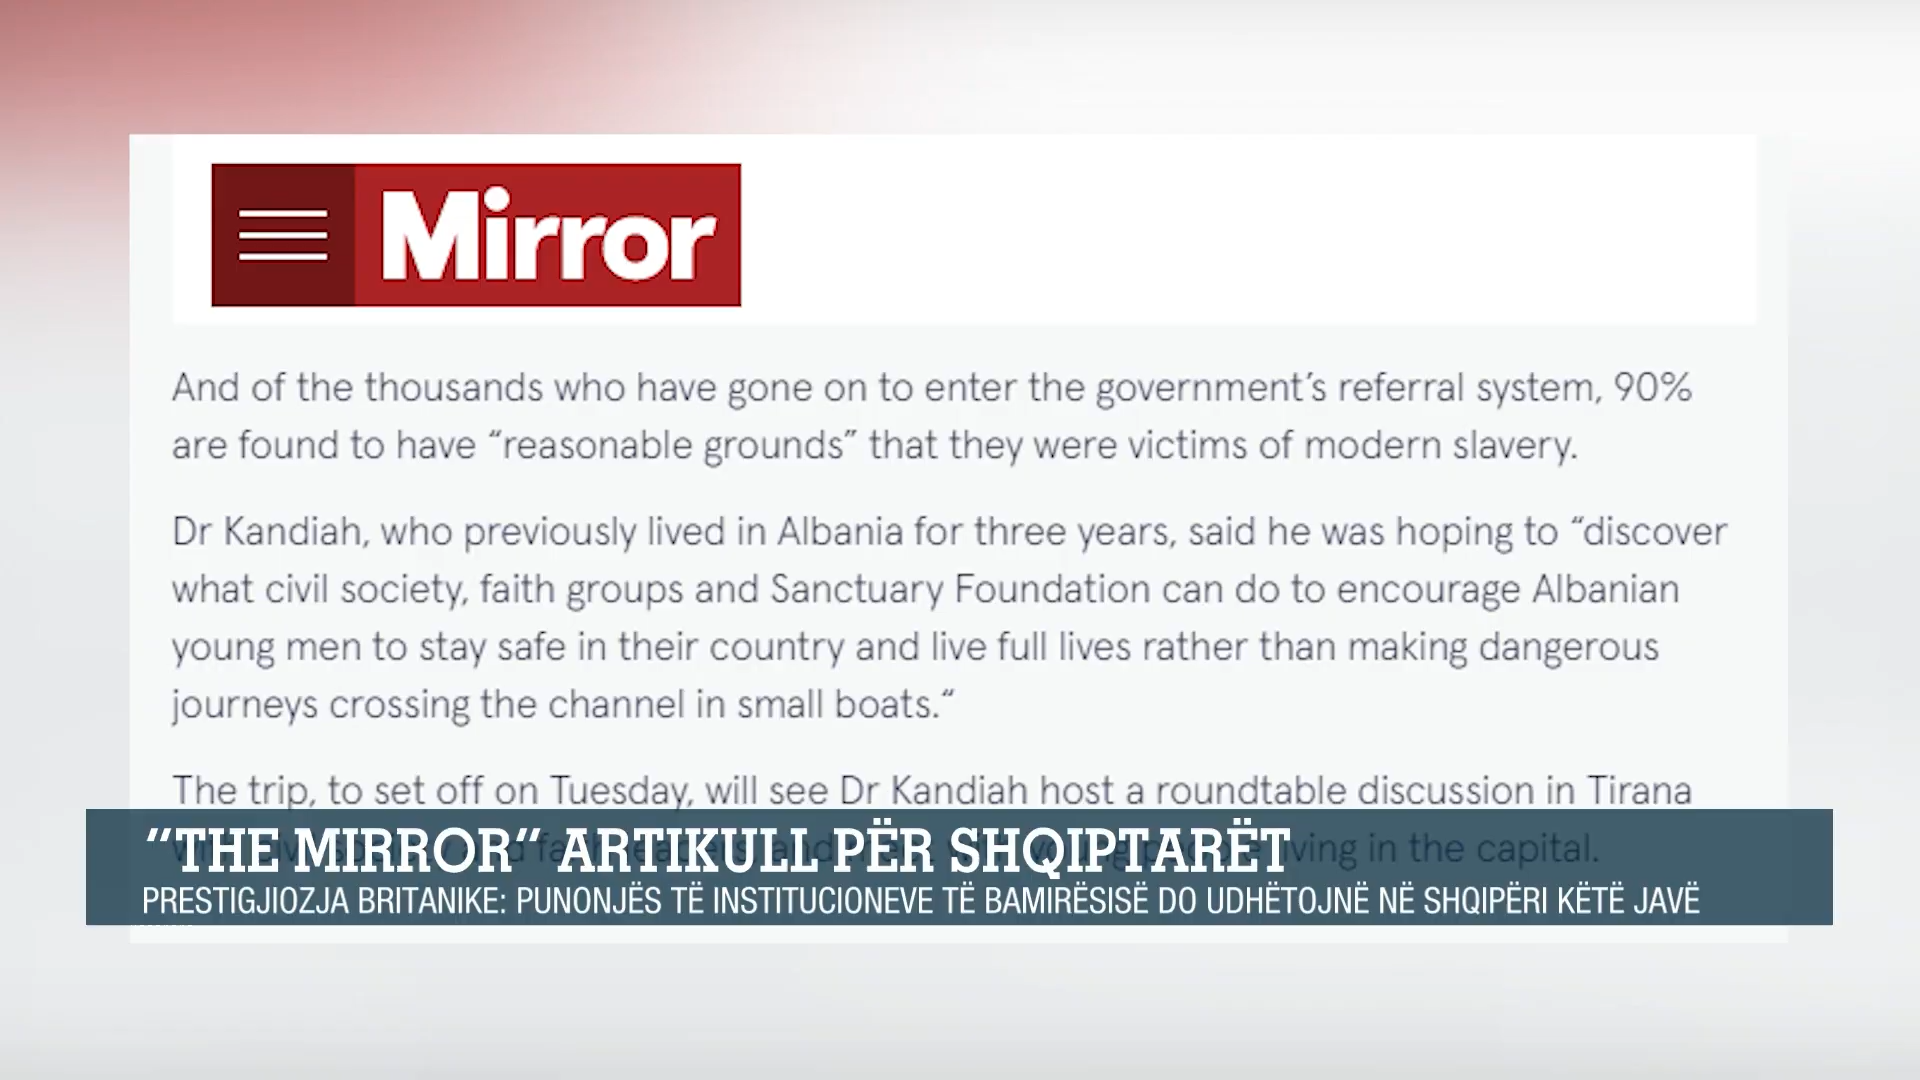 Mirror
And of the thousands who have gone on to enter the government’s referral system, 90%
are found to have “reasonable grounds” that they were victims of modern slavery.
Dr Kandiah, who previously lived in Albania for three years, said he was hoping to “discover
what civil society, faith groups and Sanctuary Foundation can do to encourage Albanian
young men to stay safe in their country and live full lives rather than making dangerous
journeys crossing the channel in small boats.“
The trip, to set off on Tuesday, will see Dr Kandiah host a roundtable discussion in Tirana
living in the capital.
“THE MIRROR“ ARTIKULL PËR SHQIPTARËT
PRESTIGJIOZJA BRITANIKE: PUNONJËS TË INSTITUCIONEVE TË BAMIRËSISË DO UDHËTOJNË NË SHQIPËRI KËTË JAVË